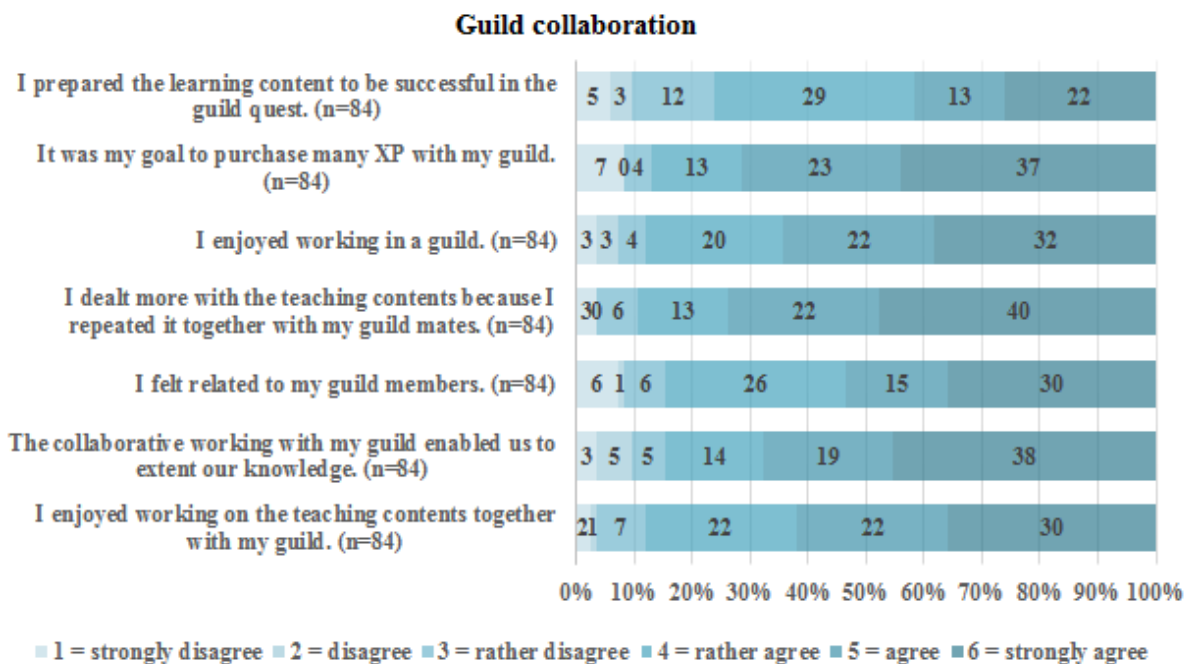 Guild collaboration
I prepared the learning content to be successful in the
guild quest. (n=84)
5 3 12 29 13 22
It was my goal to purchase many XP with my guild.
(n=84)
7 0 4 13 23 37
I enjoyed working in a guild. (n=84)
3 3 4 20 22 32
I dealt more with the teaching contents because I
repeated it together with my guild mates. (n=84)
3 0 6 13 22 40
I felt related to my guild members. (n=84)
6 1 6 26 15 30
The collaborative working with my guild enabled us to
extent our knowledge. (n=84)
3 5 5 14 19 38
I enjoyed working on the teaching contents together
with my guild. (n=84)
2 1 7 22 22 30
0% 10% 20% 30% 40% 50% 60% 70% 80% 90% 100%
1 = strongly disagree 2 = disagree 3 = rather disagree 4 = rather agree 5 = agree 6 = strongly agree